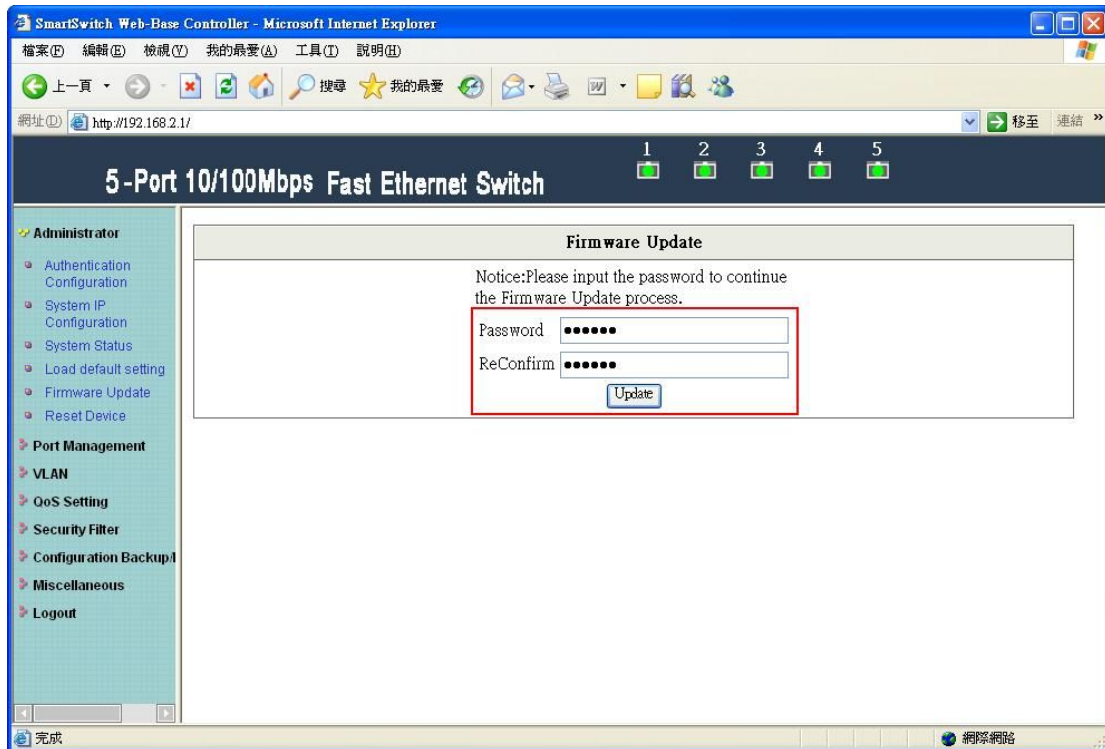 SmartSwitch Web-Base Controller - Microsoft Internet Explorer
檔案(F) 編輯(E) 檢視(V) 我的最愛(A) 工具(T) 說明(H)
上一頁 搜尋 我的最愛
網址(D) http://192.168.2.1/ 移至 連結 »
1 2 3 4 5
5-Port 10/100Mbps Fast Ethernet Switch
Administrator
Authentication
Configuration
System IP
Configuration
System Status
Load default setting
Firmware Update
Reset Device
Port Management
VLAN
QoS Setting
Security Filter
Configuration Backup/
Miscellaneous
Logout
Firmware Update
Notice:Please input the password to continue
the Firmware Update process.
Password ●●●●●●
ReConfirm ●●●●●●
Update
完成 網際網路